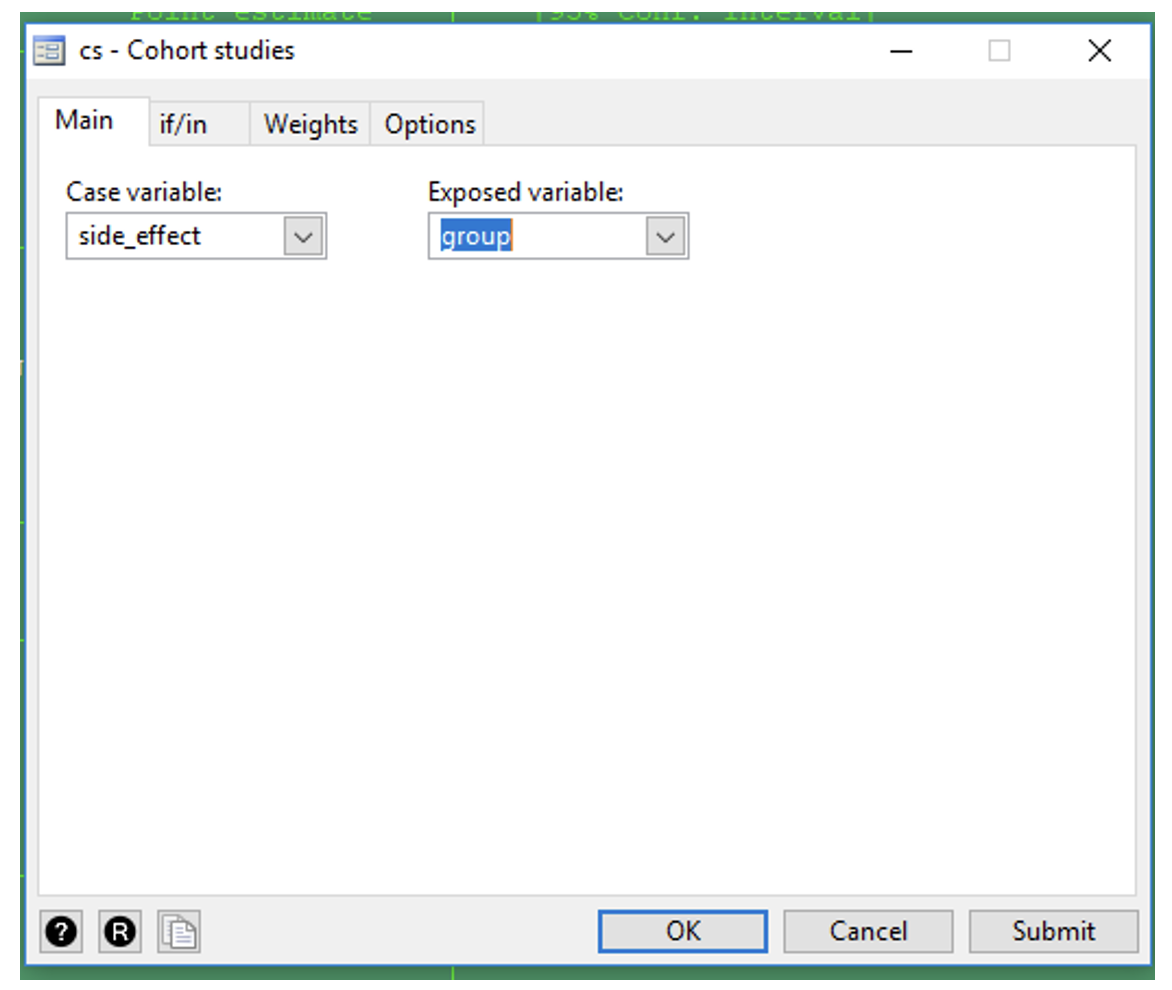 Point estimate | [95% Conf. Interval]
cs - Cohort studies
Main if/in Weights Options
Case variable: Exposed variable:
side_effect group
? R OK Cancel Submit